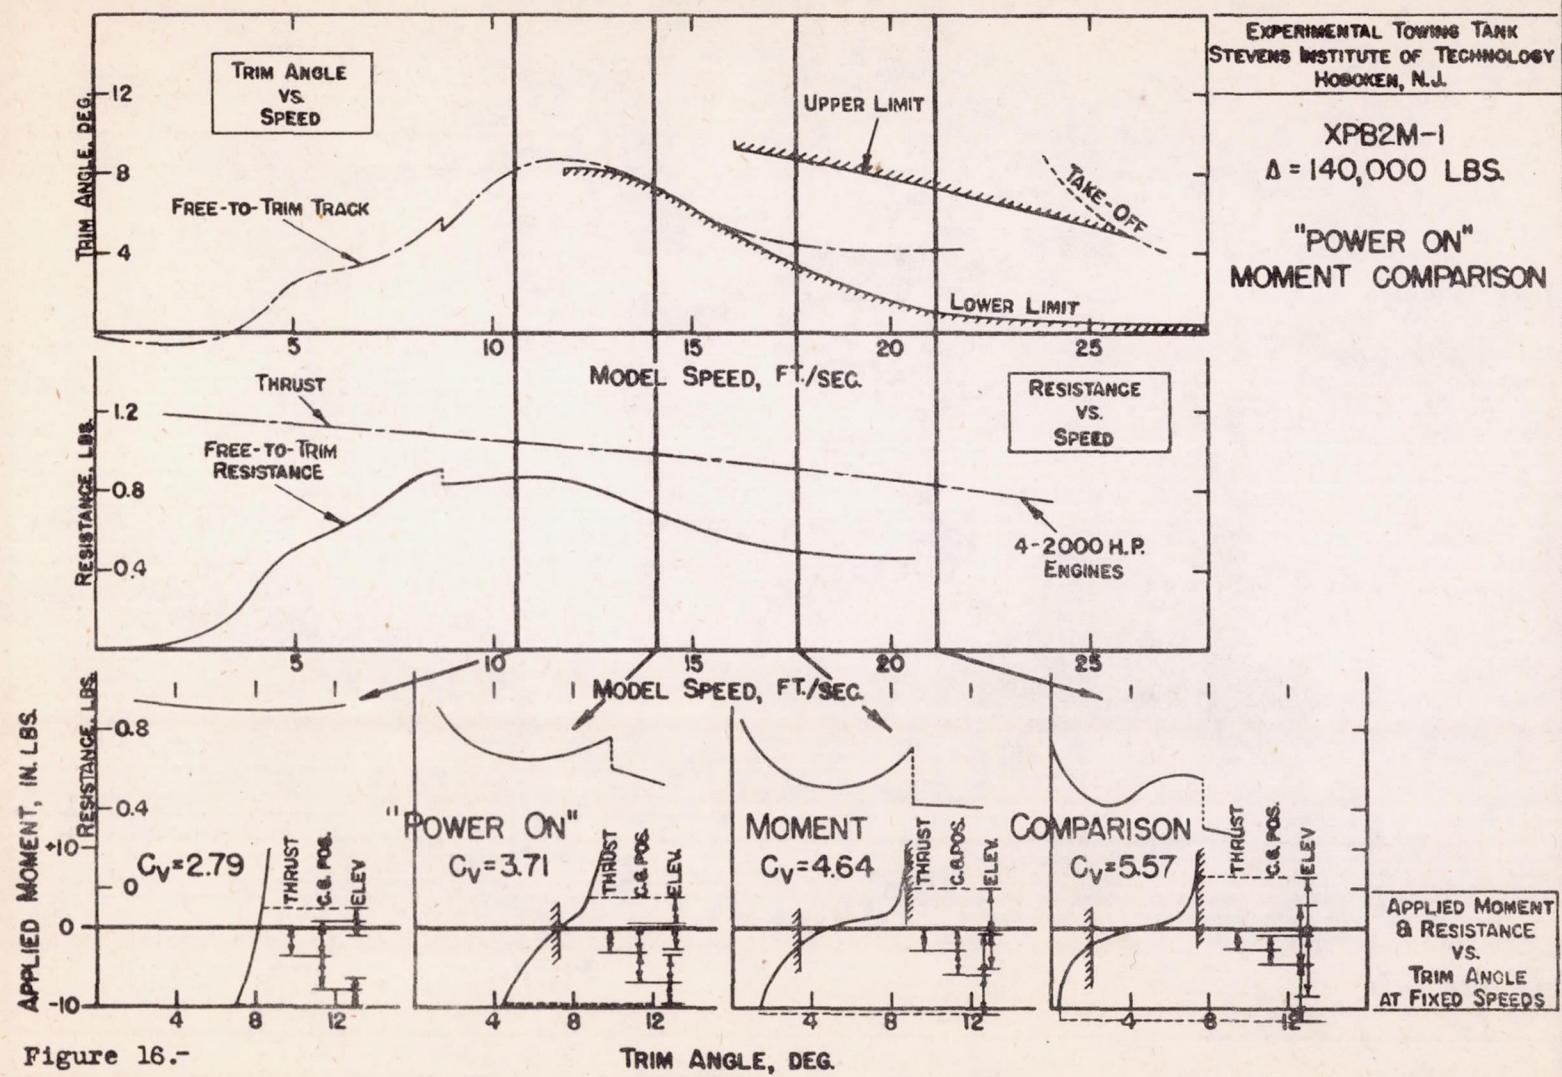 EXPERIMENTAL TOWING TANK
STEVENS INSTITUTE OF TECHNOLOGY
HOBOKEN, N.J.
XPB2M-1
Δ = 140,000 LBS.
"POWER ON"
MOMENT COMPARISON
TRIM ANGLE
VS.
SPEED
TRIM ANGLE, DEG.
12
8
4
UPPER LIMIT
TAKE-OFF
FREE-TO-TRIM TRACK
LOWER LIMIT
5
10
15
20
25
MODEL SPEED, FT./SEC.
THRUST
RESISTANCE
VS.
SPEED
RESISTANCE, LBS.
1.2
0.8
0.4
FREE-TO-TRIM
RESISTANCE
4-2000 H.P.
ENGINES
5
10
15
20
25
MODEL SPEED, FT./SEC.
APPLIED MOMENT, IN. LBS.
RESISTANCE, LBS.
0.8
0.4
+10
0
0
-10
"POWER ON"
MOMENT
COMPARISON
Cv=2.79
THRUST
C.G. POS.
ELEV.
4
8
12
Cv=3.71
THRUST
C.G. POS.
ELEV.
4
8
12
Cv=4.64
THRUST
C.G. POS.
ELEV.
4
8
12
Cv=5.57
THRUST
C.G. POS.
ELEV.
4
8
12
APPLIED MOMENT
& RESISTANCE
VS.
TRIM ANGLE
AT FIXED SPEEDS
Figure 16.-
TRIM ANGLE, DEG.